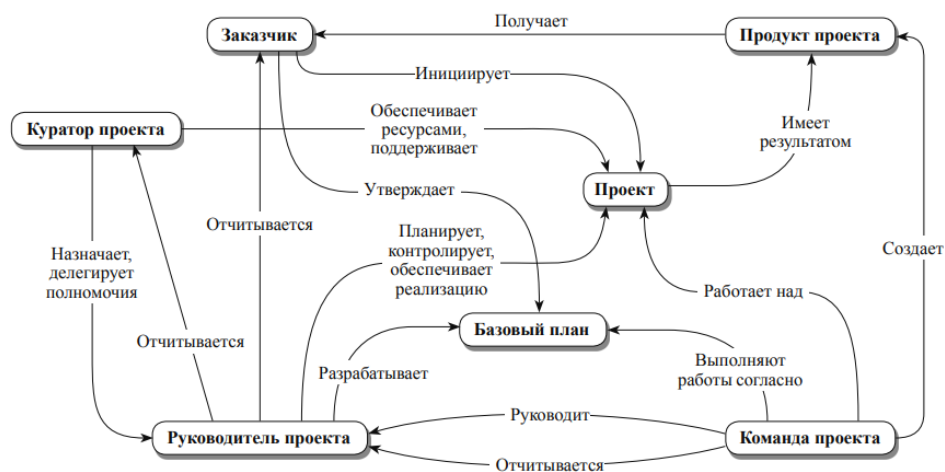 Получает
Заказчик
Продукт проекта
Инициирует
Куратор проекта
Обеспечивает
ресурсами,
поддерживает
Имеет
результатом
Проект
Утверждает
Отчитывается
Планирует,
контролирует,
обеспечивает
реализацию
Создает
Назначает,
делегирует
полномочия
Работает над
Базовый план
Отчитывается
Разрабатывает
Выполняют
работы согласно
Руководит
Руководитель проекта
Команда проекта
Отчитывается